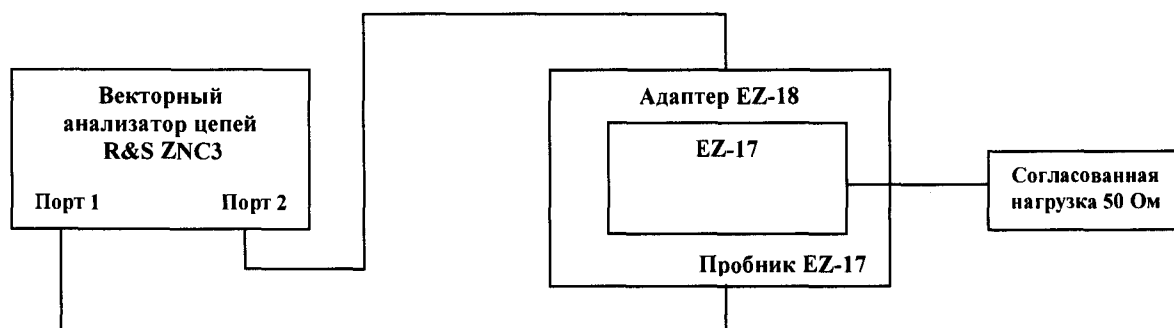 Векторный
анализатор цепей
R&S ZNC3
Порт 1
Порт 2
Адаптер EZ-18
EZ-17
Пробник EZ-17
Согласованная
нагрузка 50 Ом